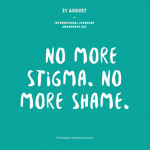 31 AUGUST
INTERNATIONAL OVERDOSE
AWARENESS DAY
NO MORE
STIGMA. NO
MORE SHAME.